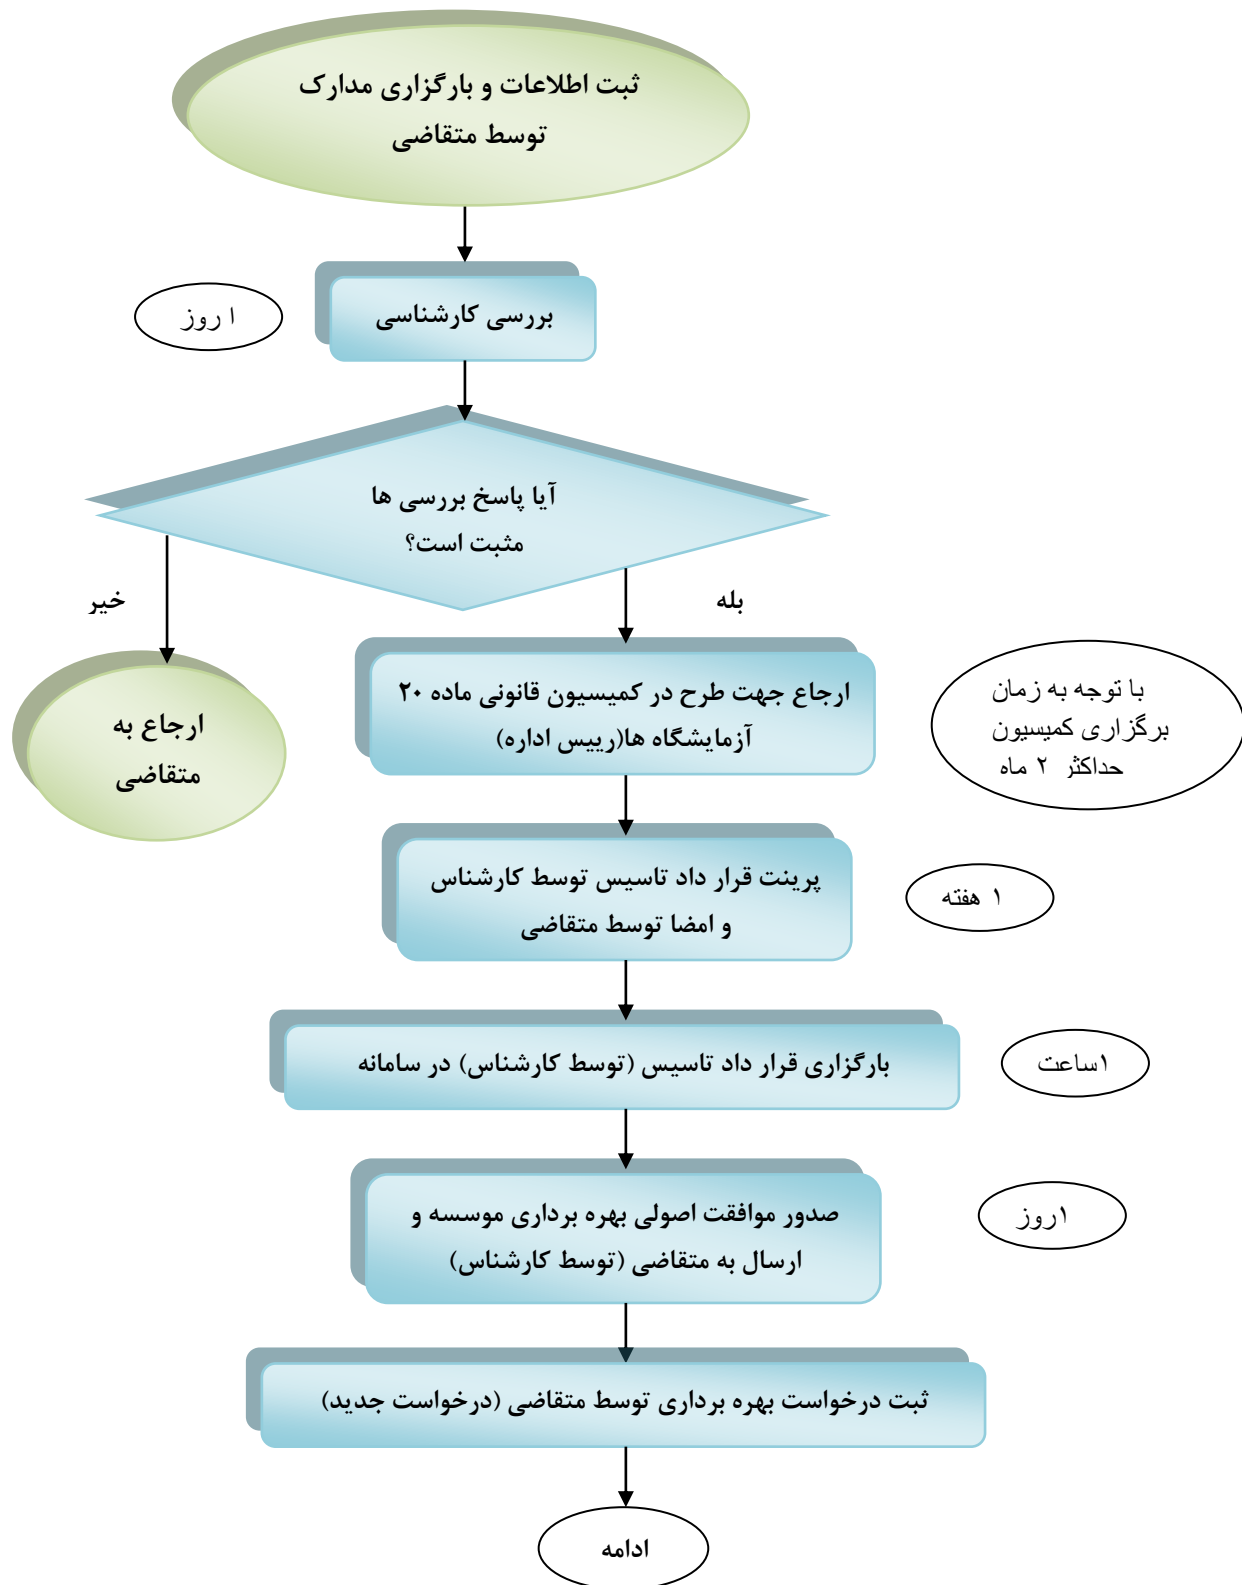 ثبت اطلاعات و بارگزاری مدارک
توسط متقاضی
بررسی کارشناسی
۱ روز
آیا پاسخ بررسی ها
مثبت است؟
خیر
بله
ارجاع به
متقاضی
ارجاع جهت طرح در کمیسیون قانونی ماده ۲۰
آزمایشگاه ها(رییس اداره)
با توجه به زمان
برگزاری کمیسیون
حداکثر ۲ ماه
پرینت قرار داد تاسیس توسط کارشناس
و امضا توسط متقاضی
۱ هفته
بارگزاری قرار داد تاسیس (توسط کارشناس) در سامانه
۱ساعت
صدور موافقت اصولی بهره برداری موسسه و
ارسال به متقاضی (توسط کارشناس)
۱روز
ثبت درخواست بهره برداری توسط متقاضی (درخواست جدید)
ادامه